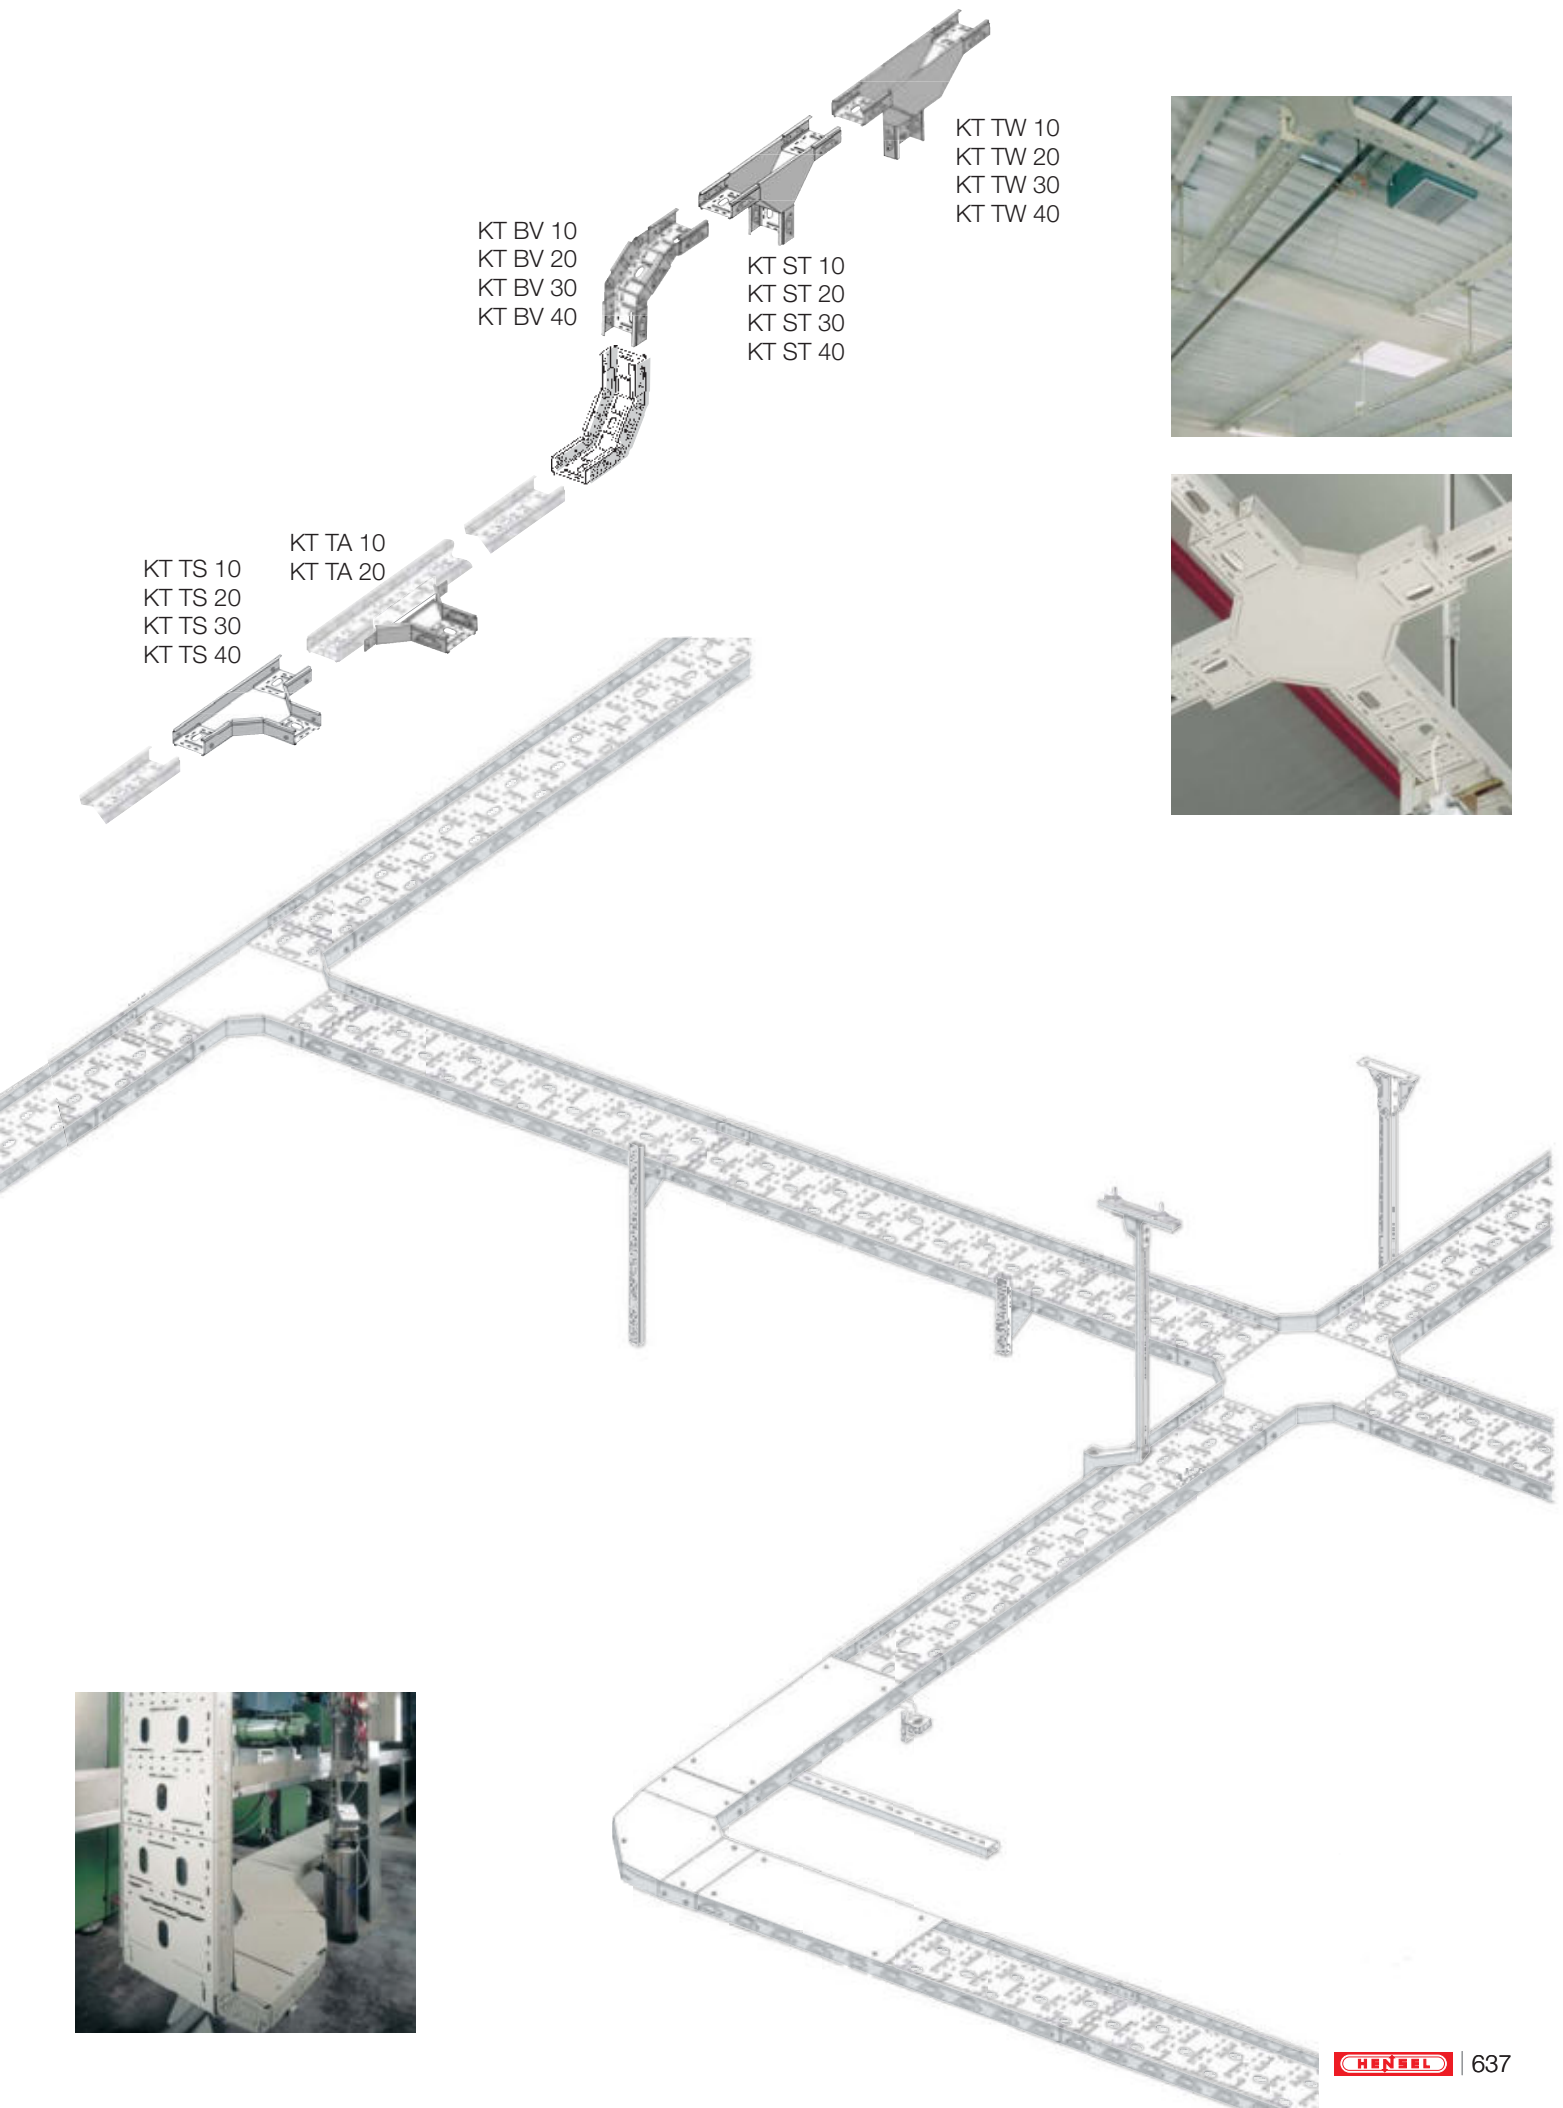 KT TW 10
KT TW 20
KT TW 30
KT TW 40
KT BV 10
KT BV 20
KT BV 30
KT BV 40
KT ST 10
KT ST 20
KT ST 30
KT ST 40
KT TA 10
KT TA 20
KT TS 10
KT TS 20
KT TS 30
KT TS 40
HENSEL 637